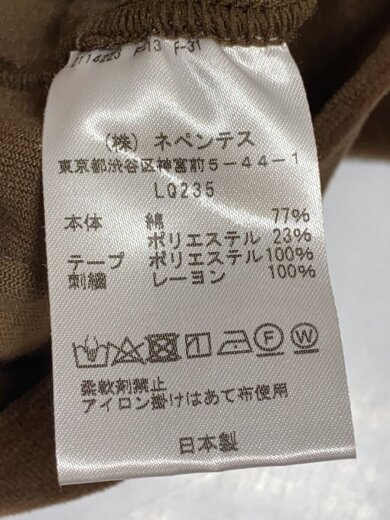 (株) ネペンテス
東京都渋谷区神宮前5-44-1
LQ235
本体 綿 77%
ポリエステル 23%
テープ ポリエステル 100%
刺繍 レーヨン 100%
F W
柔軟剤禁止
アイロン掛けはあて布使用
日本製